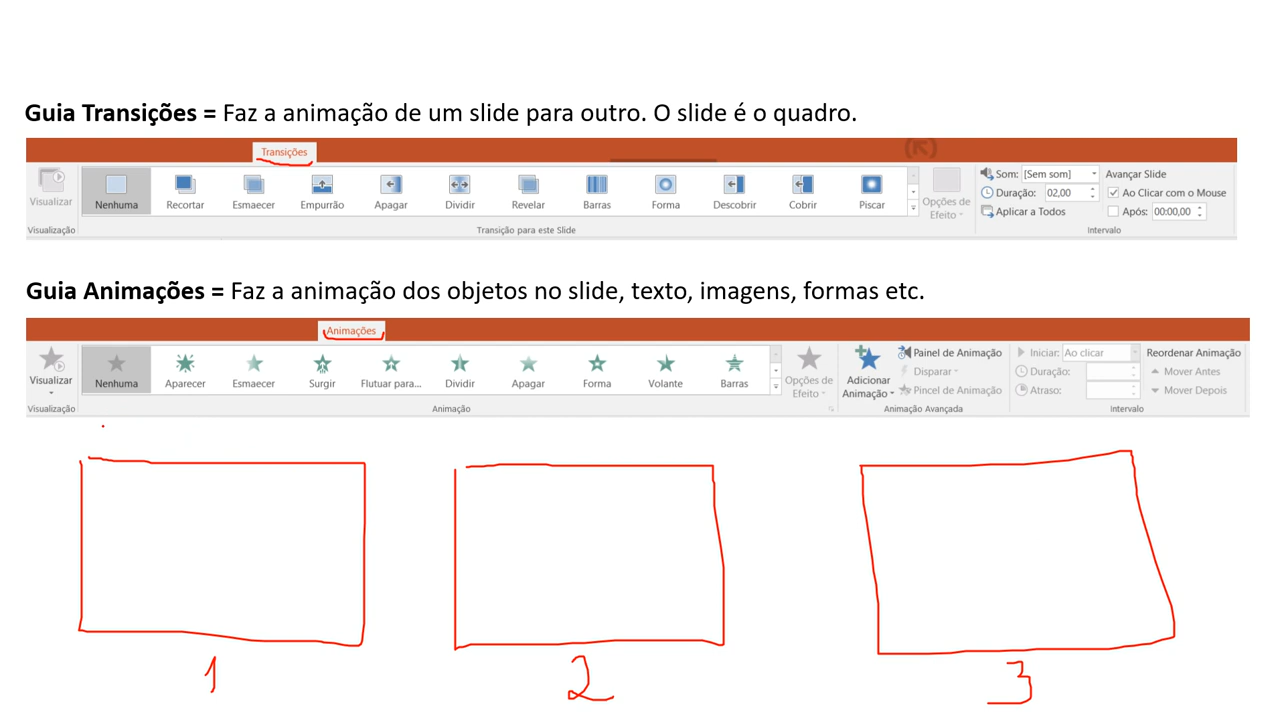 Guia Transições = Faz a animação de um slide para outro. O slide é o quadro.
Transições
Visualizar
Nenhuma Recortar Esmaecer Empurrão Apagar Dividir Revelar Barras Forma Descobrir Cobrir Piscar
Opções de
Efeito
Som: [Sem som] Avançar Slide
Duração: 02,00 Ao Clicar com o Mouse
Aplicar a Todos Após: 00:00,00
Visualização Transição para este Slide Intervalo
Guia Animações = Faz a animação dos objetos no slide, texto, imagens, formas etc.
Animações
Visualizar
Nenhuma Aparecer Esmaecer Surgir Flutuar para... Dividir Apagar Forma Volante Barras
Opções de
Efeito
Adicionar
Animação
Painel de Animação Iniciar: Ao clicar Reordenar Animação
Disparar Duração: Mover Antes
Pincel de Animação Atraso: Mover Depois
Visualização Animação Animação Avançada Intervalo
1 2 3